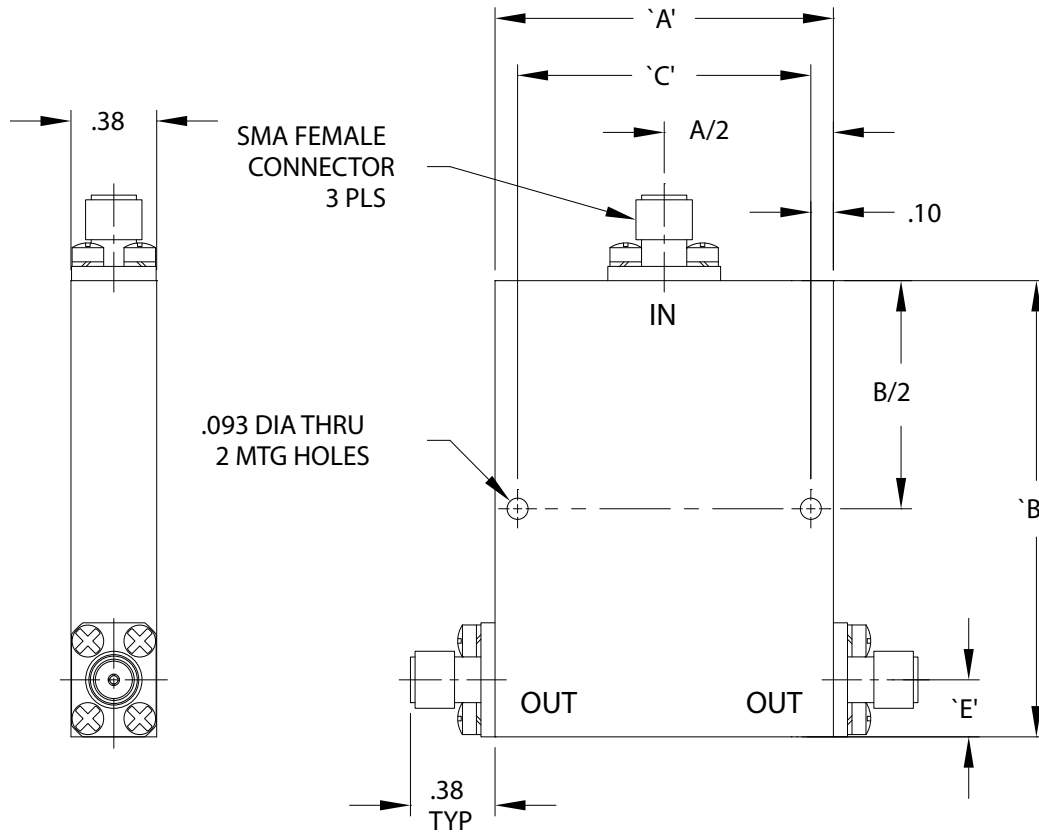 `A'
`C'
.38
A/2
SMA FEMALE
CONNECTOR
3 PLS
.10
IN
B/2
.093 DIA THRU
2 MTG HOLES
`B
OUT
OUT
`E'
.38
TYP